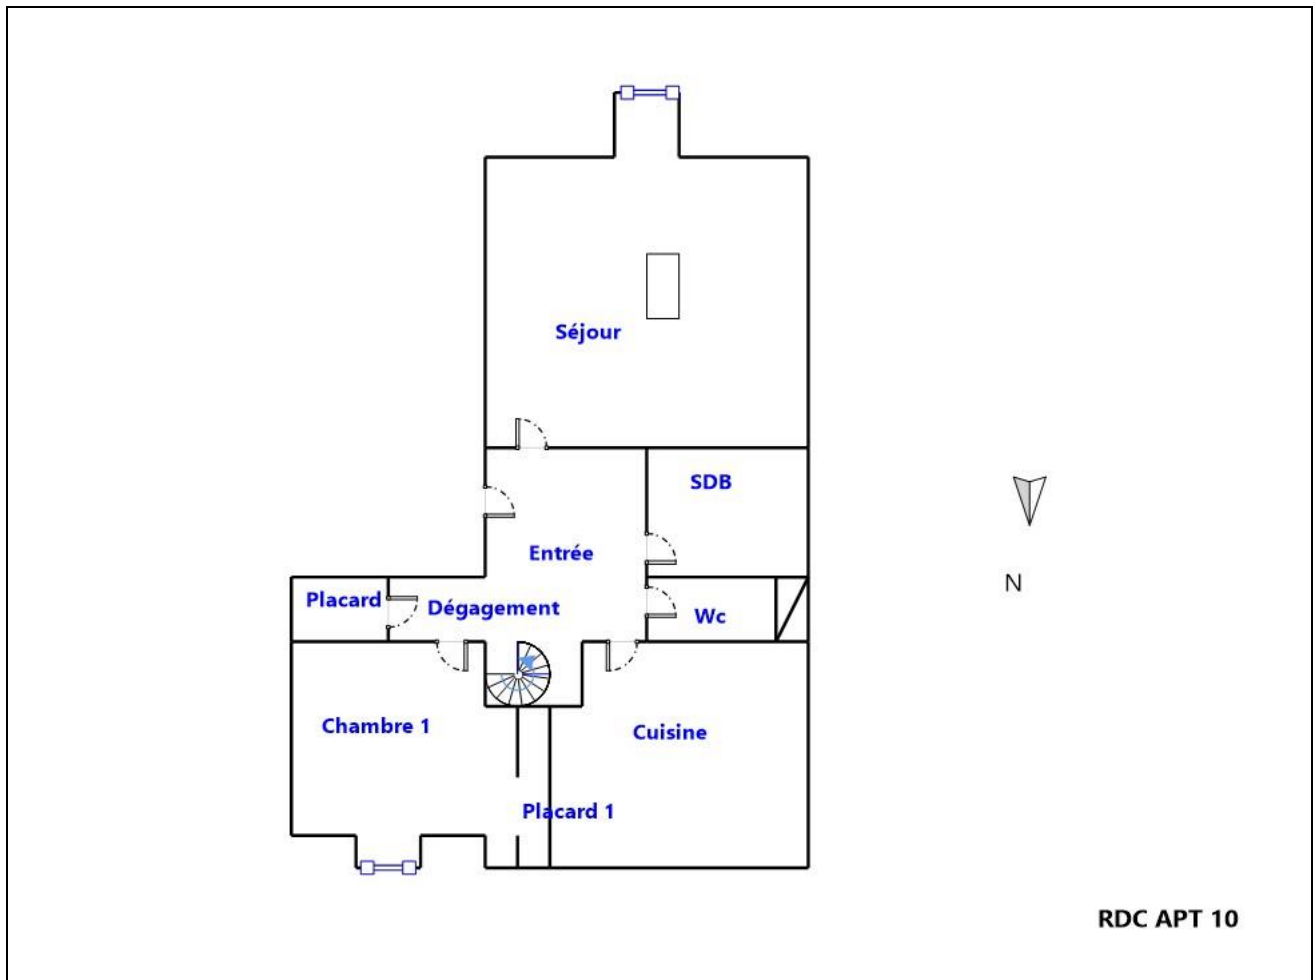 Séjour
SDB
Entrée
Placard
Dégagement
Wc
N
Chambre 1
Cuisine
Placard 1
RDC APT 10